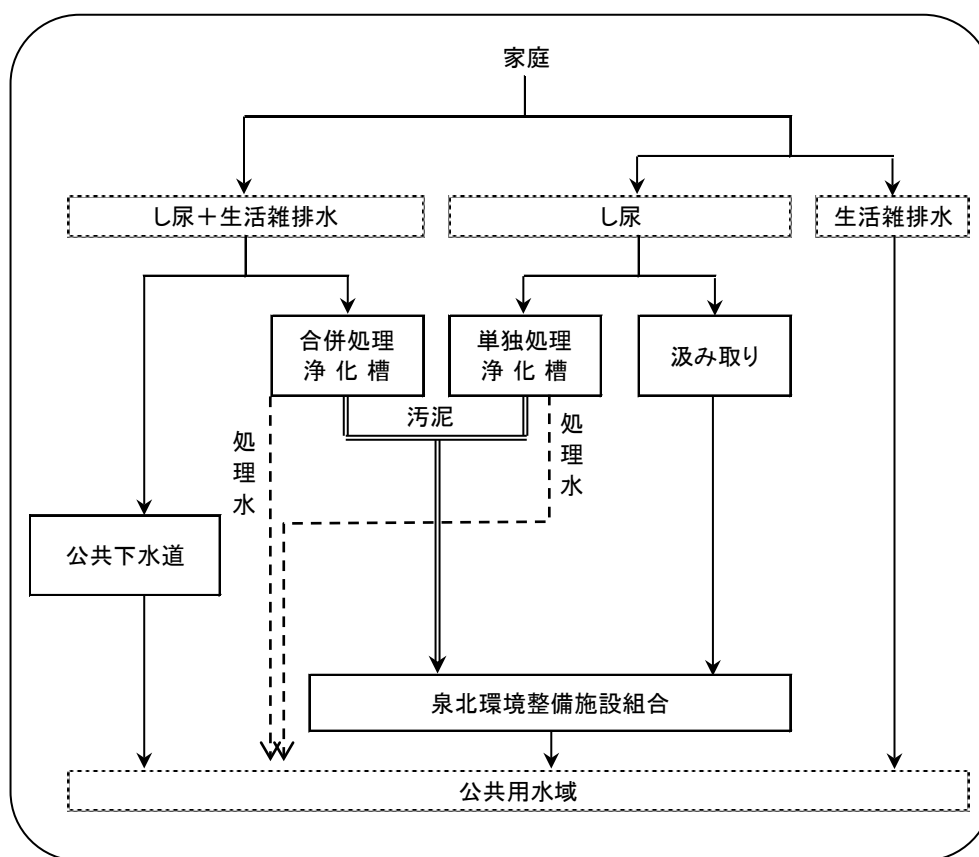 家庭
し尿＋生活雑排水
し尿
生活雑排水
合併処理
浄化槽
単独処理
浄化槽
汲み取り
汚泥
処理水
処理水
公共下水道
泉北環境整備施設組合
公共用水域